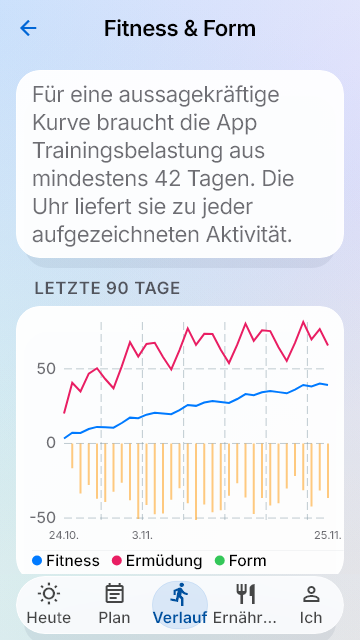 Fitness & Form
Für eine aussagekräftige
Kurve braucht die App
Trainingsbelastung aus
mindestens 42 Tagen. Die
Uhr liefert sie zu jeder
aufgezeichneten Aktivität.
LETZTE 90 TAGE
50
0
-50
24.10. 3.11. 25.11.
Fitness Ermüdung Form
Heute Plan Verlauf Ernähr... Ich